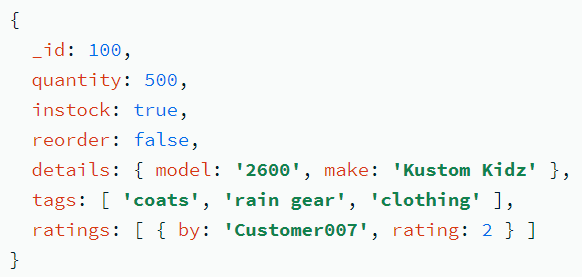 {
  _id: 100,
  quantity: 500,
  instock: true,
  reorder: false,
  details: { model: '2600', make: 'Kustom Kidz' },
  tags: [ 'coats', 'rain gear', 'clothing' ],
  ratings: [ { by: 'Customer007', rating: 2 } ]
}